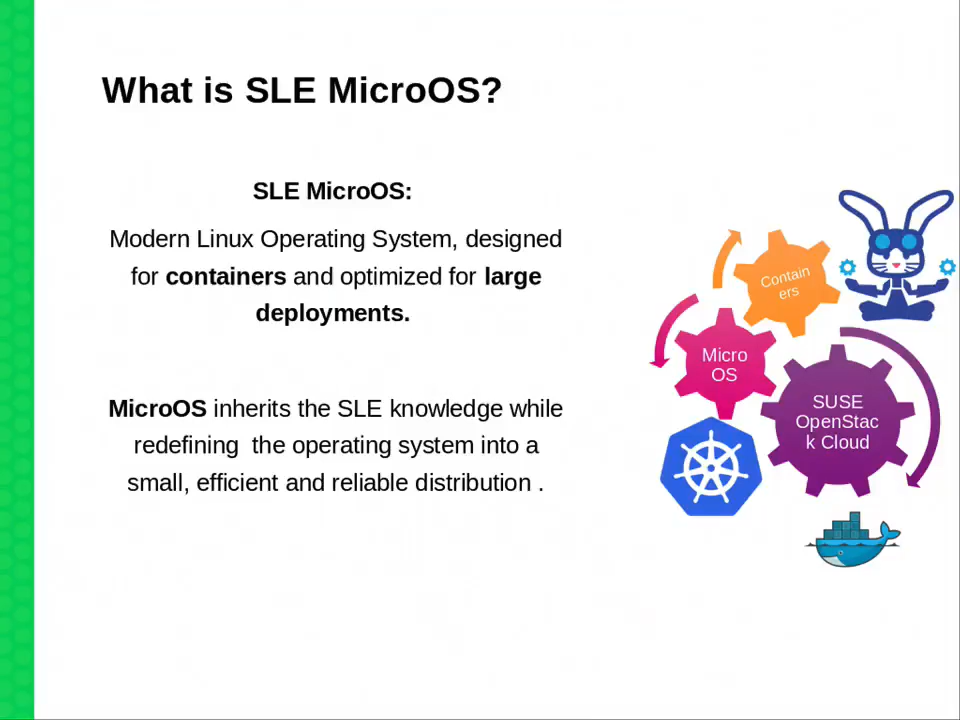 What is SLE MicroOS?
SLE MicroOS:
Modern Linux Operating System, designed
for containers and optimized for large
deployments.
MicroOS inherits the SLE knowledge while
redefining  the operating system into a
small, efficient and reliable distribution .
Contain
ers
Micro
OS
SUSE
OpenStac
k Cloud